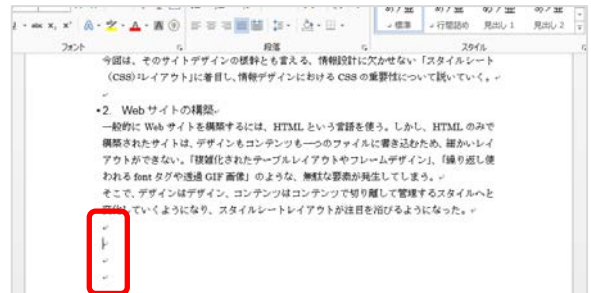 標準
行間詰め
見出し 1
見出し 2
フォント
段落
スタイル
今回は、そのサイトデザインの根幹とも言える、情報設計に欠かせない「スタイルシート
（CSS）=レイアウト」に着目し、情報デザインにおける CSS の重要性について説いていく。
2. Web サイトの構築
一般的に Web サイトを構築するには、HTML という言語を使う。しかし、HTML のみで
構築されたサイトは、デザインもコンテンツも一つのファイルに書き込むため、細かいレイ
アウトができない。「複雑化されたテーブルレイアウトやフレームデザイン」、「繰り返し使
われる font タグや透過 GIF 画像」のような、無駄な要素が発生してしまう。
そこで、デザインはデザイン、コンテンツはコンテンツで切り離して管理するスタイルへと
変化していくようになり、スタイルシートレイアウトが注目を浴びるようになった。